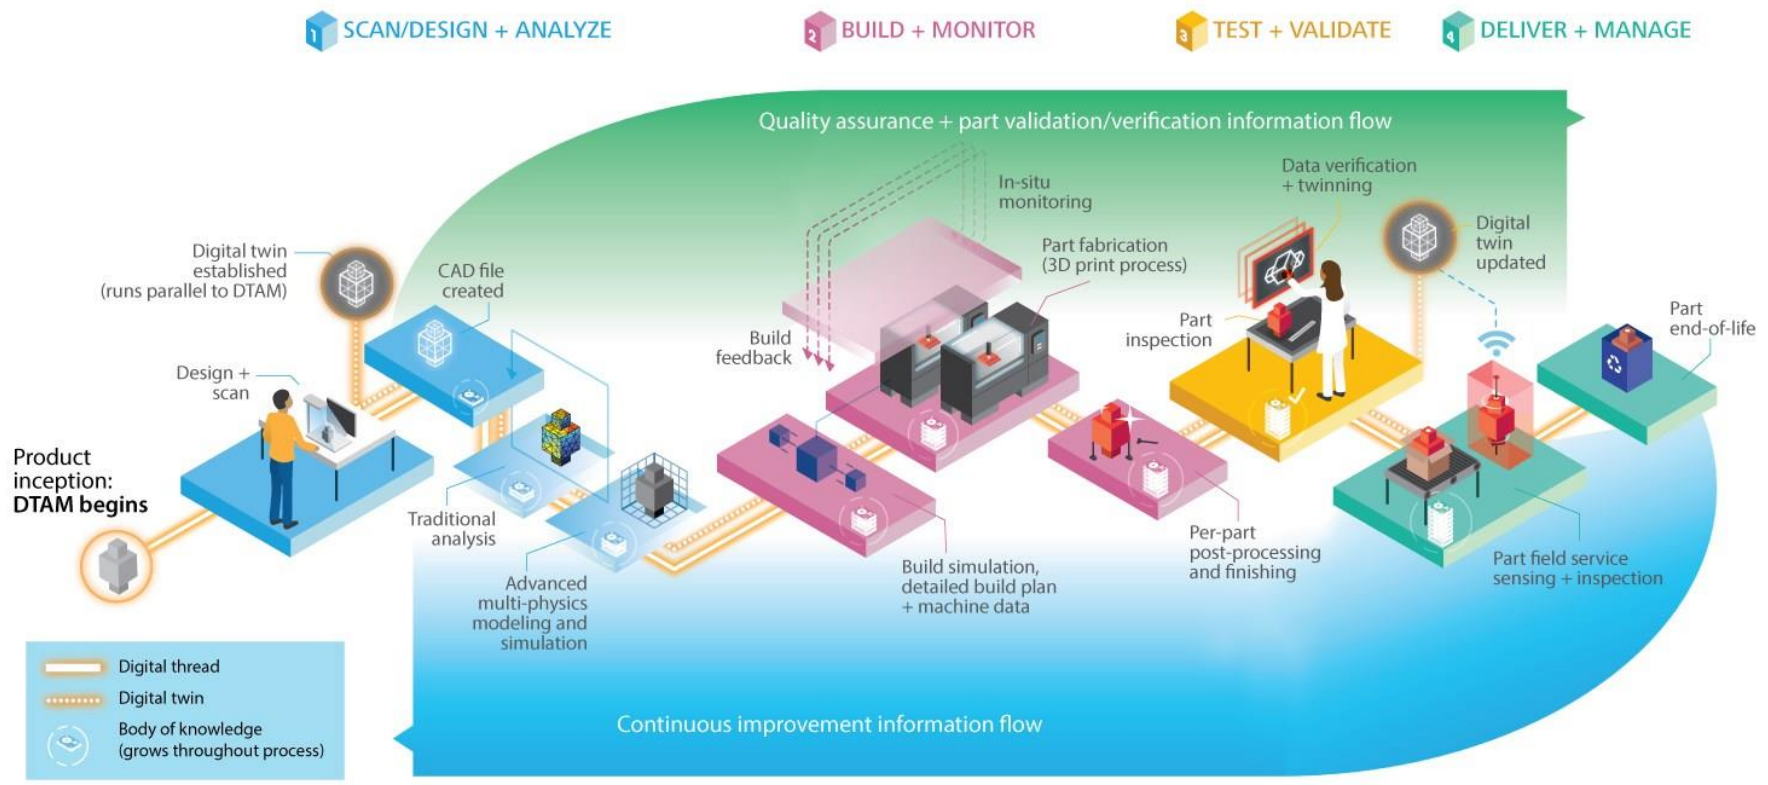 1 SCAN/DESIGN + ANALYZE
2 BUILD + MONITOR
3 TEST + VALIDATE
4 DELIVER + MANAGE
Quality assurance + part validation/verification information flow
Digital twin
established
(runs parallel to DTAM)
CAD file
created
Design +
scan
Product
inception:
DTAM begins
Traditional
analysis
Advanced
multi-physics
modeling and
simulation
In-situ
monitoring
Build
feedback
Part fabrication
(3D print process)
Build simulation,
detailed build plan
+ machine data
Per-part
post-processing
and finishing
Data verification
+ twinning
Part
inspection
Digital
twin
updated
Part field service
sensing + inspection
Part
end-of-life
Continuous improvement information flow
Digital thread
Digital twin
Body of knowledge
(grows throughout process)